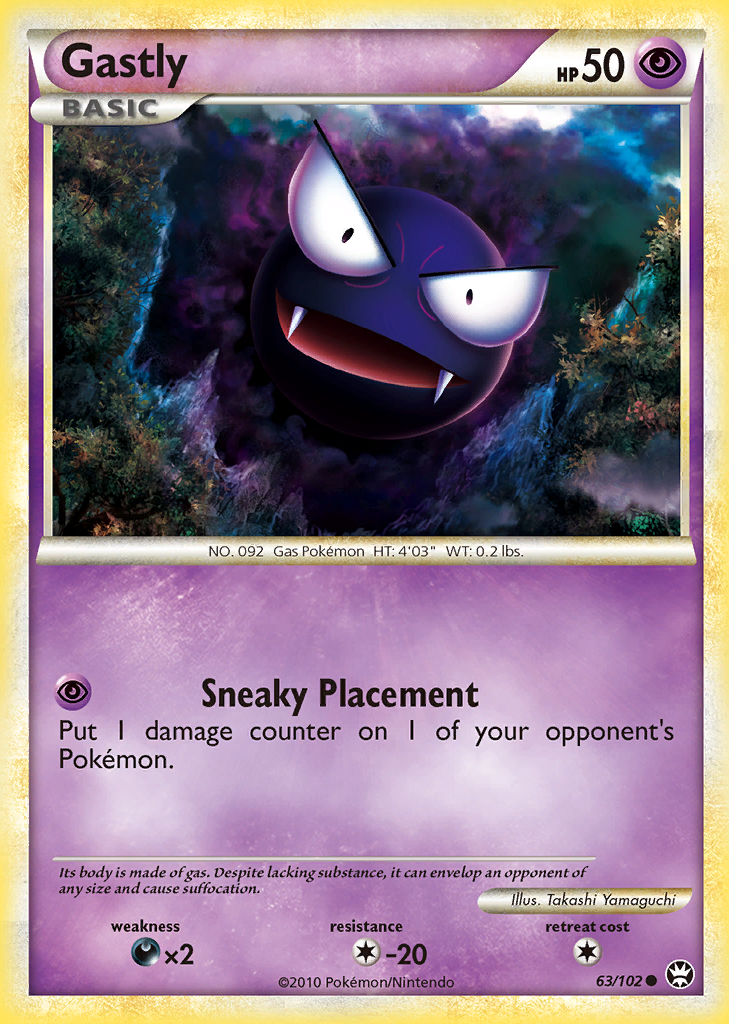 Gastly
HP 50
BASIC
NO. 092 Gas Pokémon HT: 4'03" WT: 0.2 lbs.
Sneaky Placement
Put 1 damage counter on 1 of your opponent's
Pokémon.
Its body is made of gas. Despite lacking substance, it can envelop an opponent of
any size and cause suffocation.
Illus. Takashi Yamaguchi
weakness resistance retreat cost
×2 -20
©2010 Pokémon/Nintendo 63/102